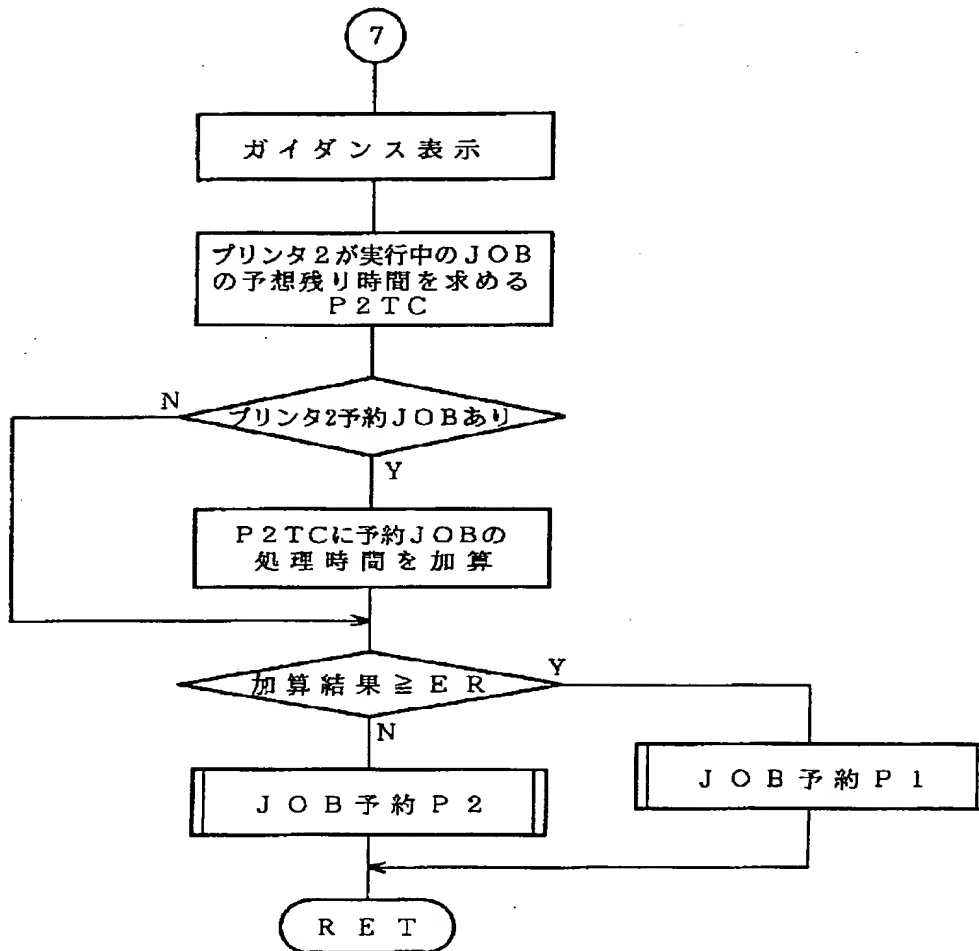 7
ガイダンス表示
プリンタ2が実行中のJOB
の予想残り時間を求める
P2TC
N
プリンタ2予約JOBあり
Y
P2TCに予約JOBの
処理時間を加算
Y
加算結果≧ER
N
JOB予約P1
JOB予約P2
RET